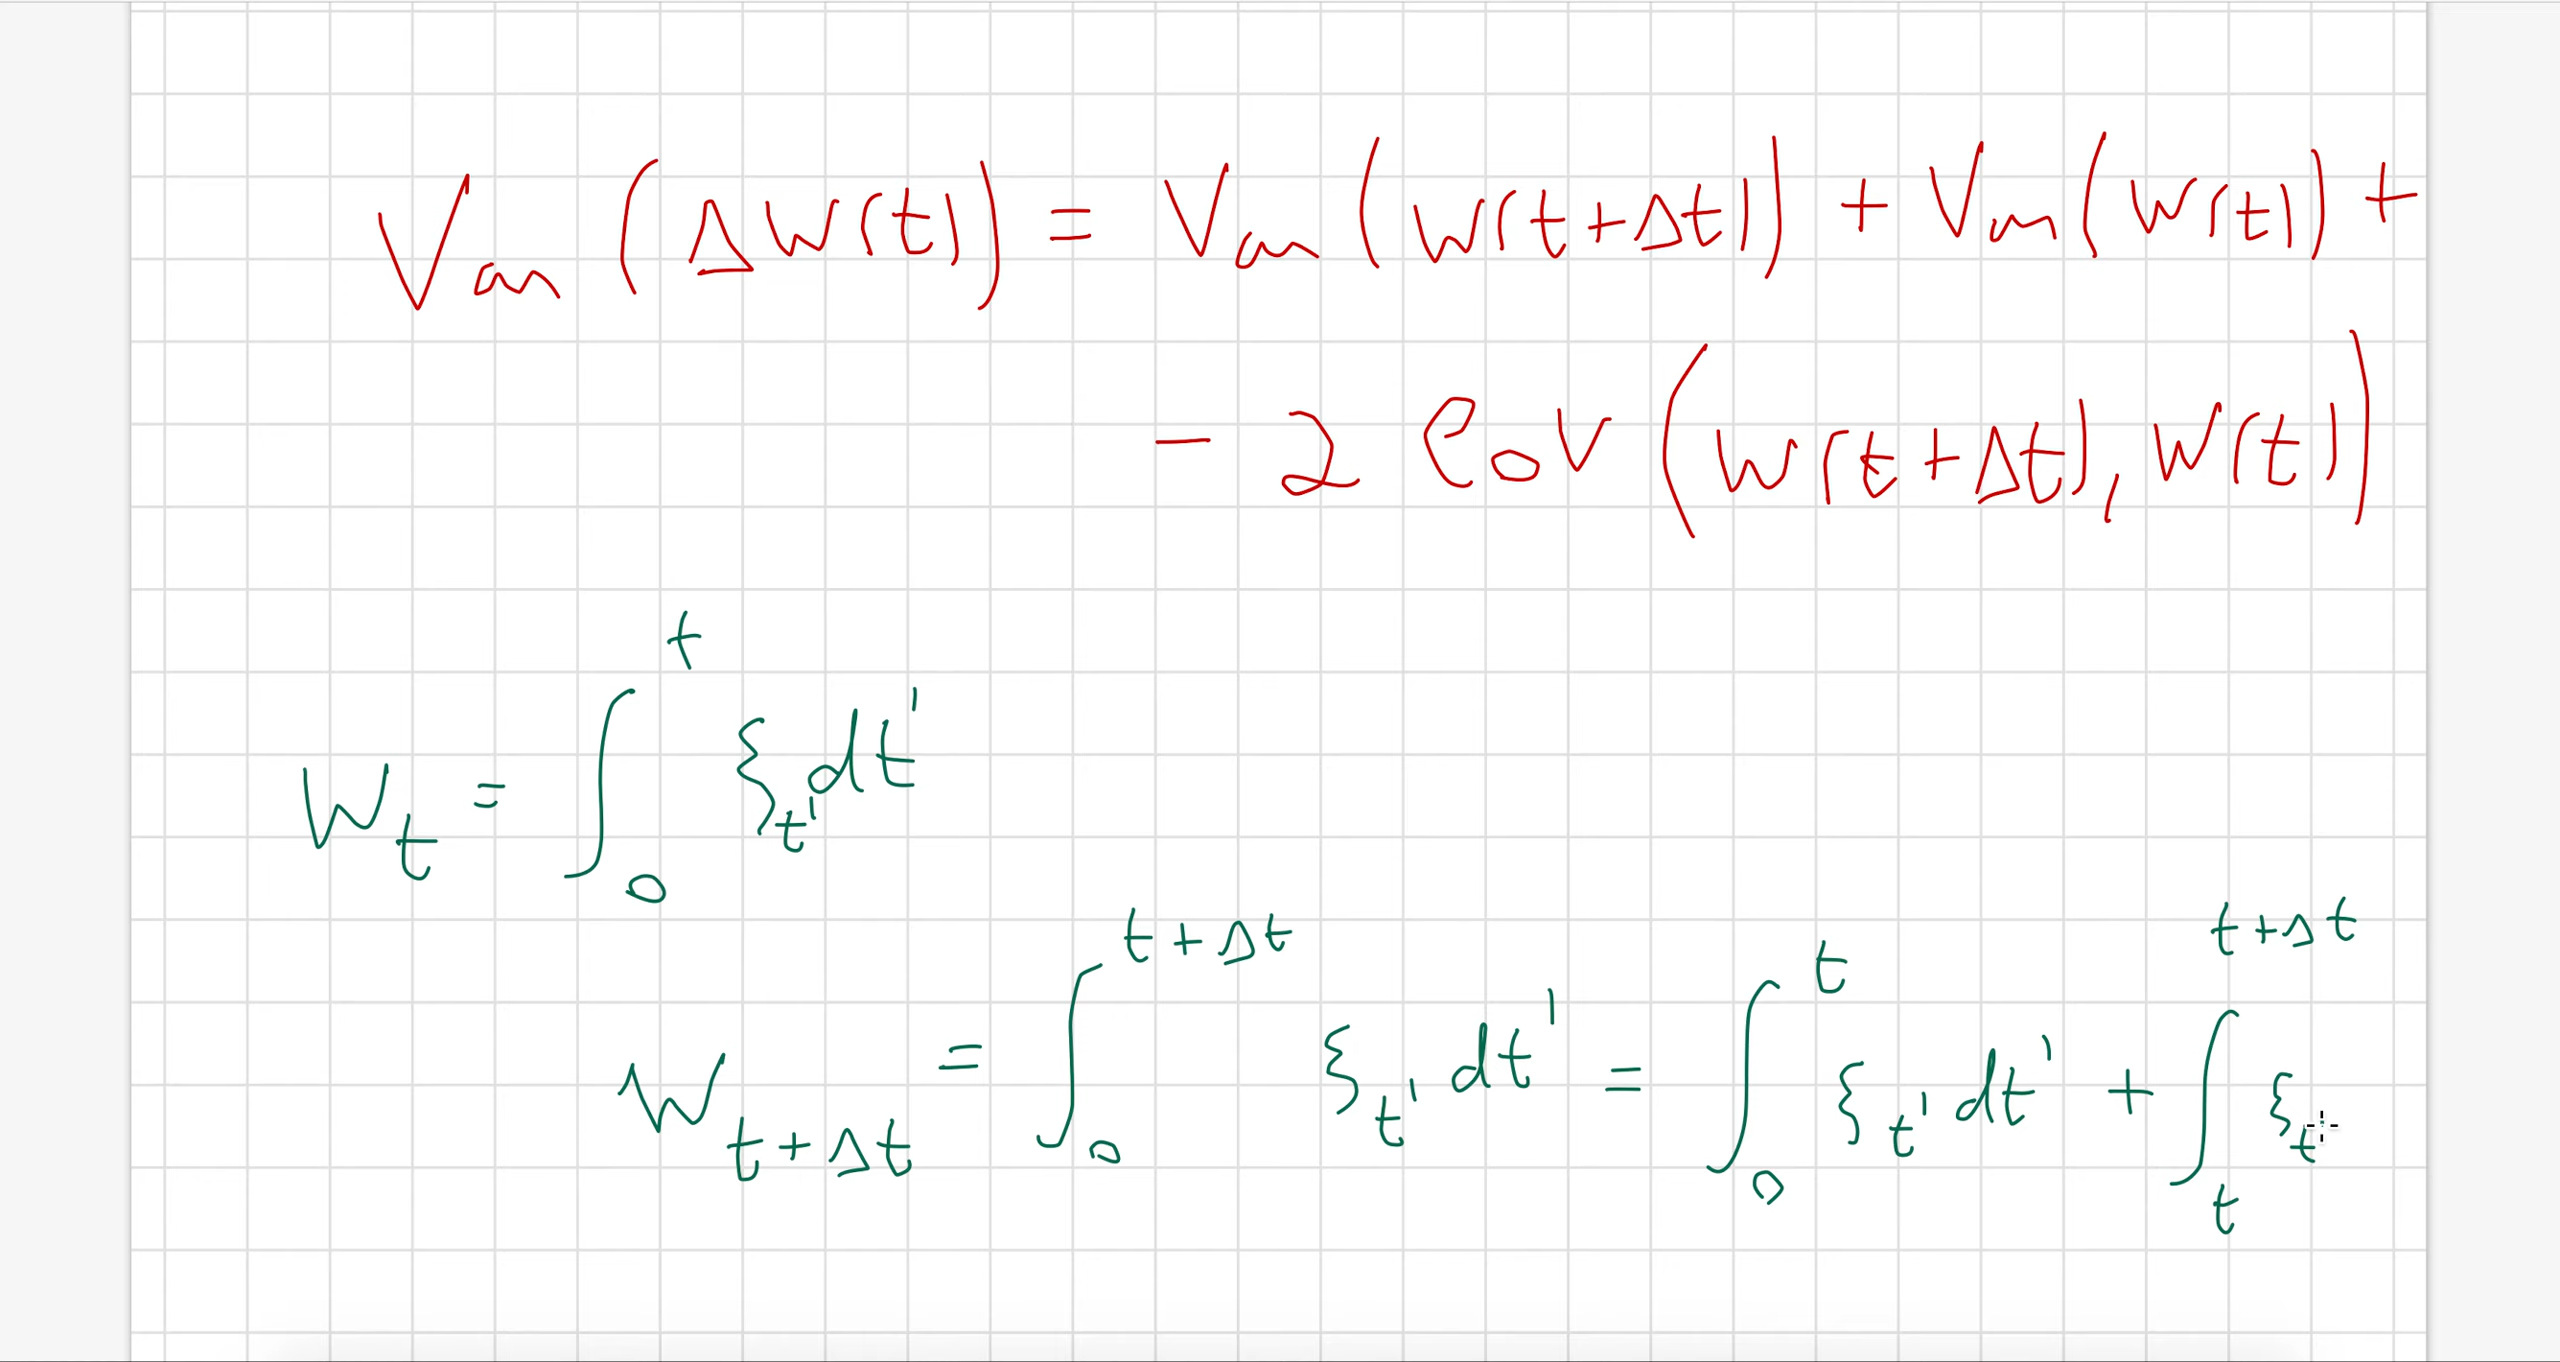 Var (ΔW(t)) = Var (W(t+Δt)) + Var (W(t)) +
− 2 Cov (W(t+Δt), W(t))
W_t = ∫_0^t ξ_t' dt'
W_{t+Δt} = ∫_0^{t+Δt} ξ_t' dt' = ∫_0^t ξ_t' dt' + ∫_t^{t+Δt} ξ_t